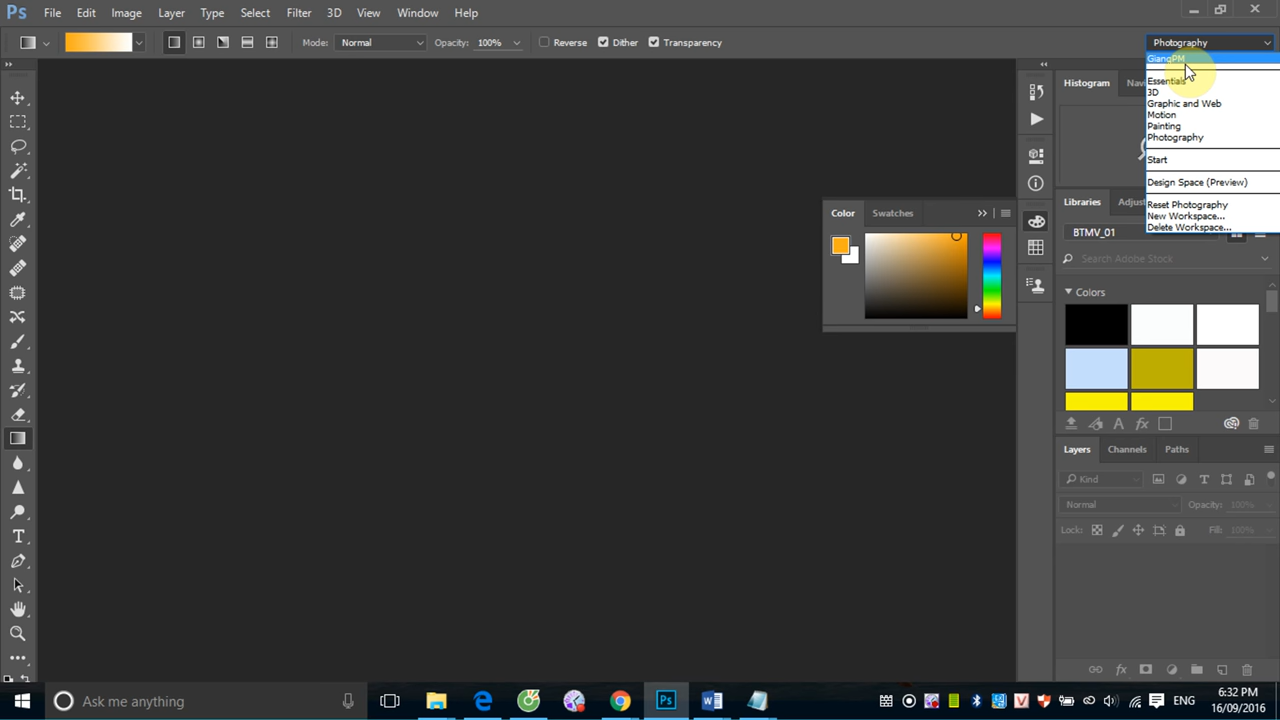 Ps File Edit Image Layer Type Select Filter 3D View Window Help
Mode: Normal Opacity: 100% Reverse Dither Transparency Photography
GiangPM
Essentials
3D
Graphic and Web
Motion
Painting
Photography
Start
Design Space (Preview)
Reset Photography
New Workspace...
Delete Workspace...
Histogram
Color Swatches
Libraries
BTMV_01
Search Adobe Stock
Colors
Layers Channels Paths
Kind
Normal Opacity: 100%
Lock: Fill: 100%
Ask me anything
Ps
ENG
6:32 PM
16/09/2016